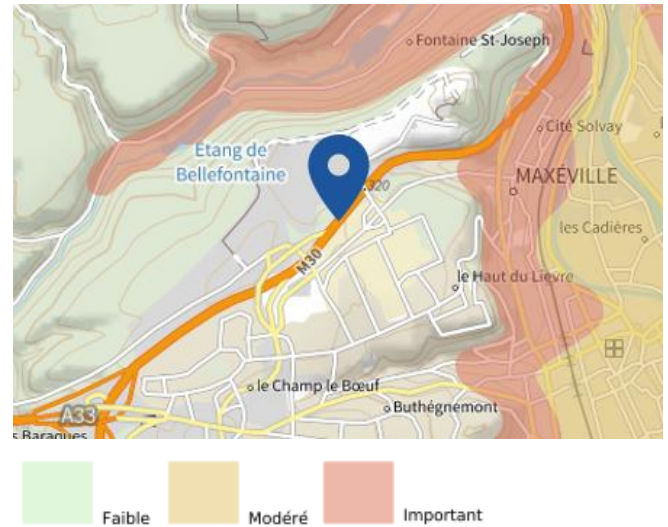 Fontaine St-Joseph
Cité Solvay
Etang de
Bellefontaine
320
MAXÉVILLE
les Cadières
M30
le Haut du Lièvre
le Champ le Bœuf
A33
Buthégnemont
s Baraques
Faible
Modéré
Important